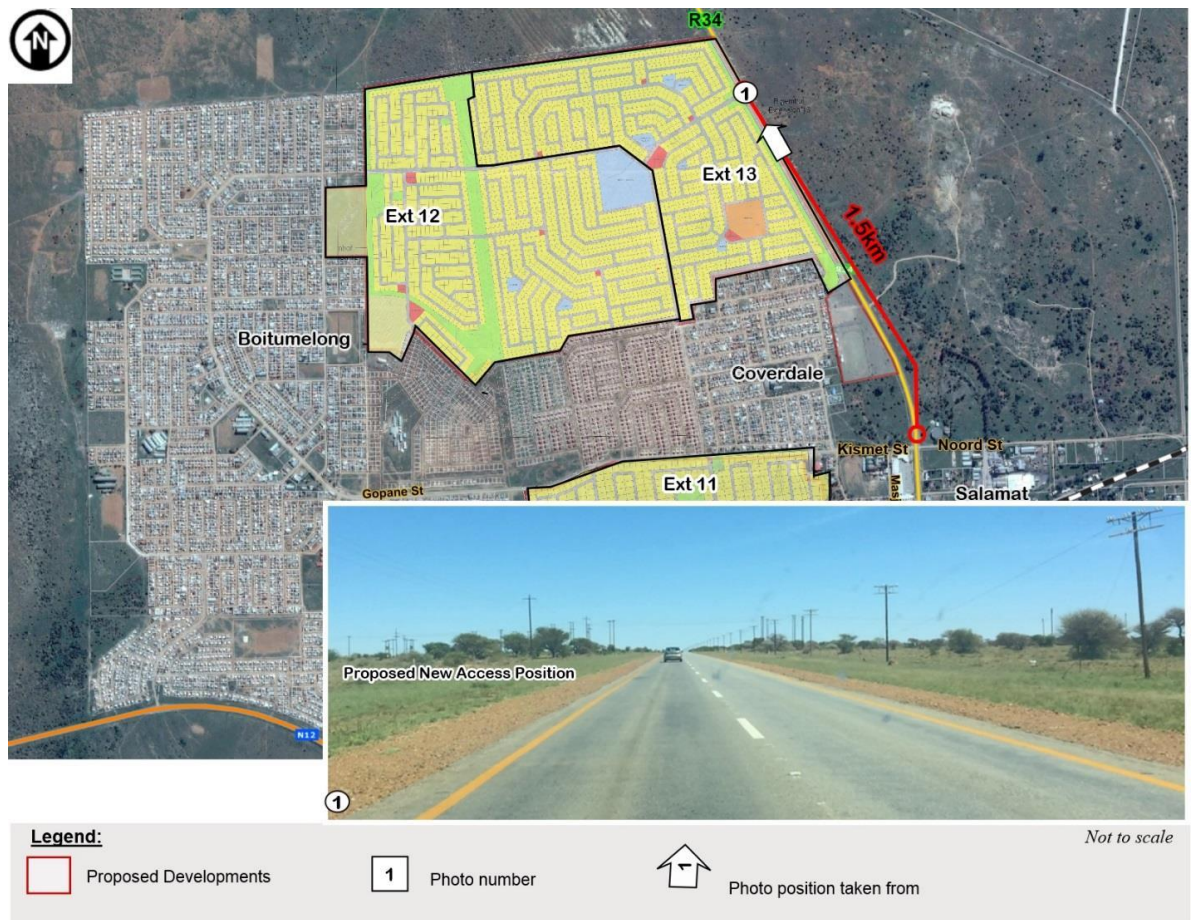 N
R34
1
Ext 13
Ext 12
1.5km
Boitumelong
Coverdale
Kismet St
Noord St
Ext 11
Gopane St
Salamat
N12
Proposed New Access Position
1
Legend:
Not to scale
Proposed Developments
1
Photo number
1
Photo position taken from